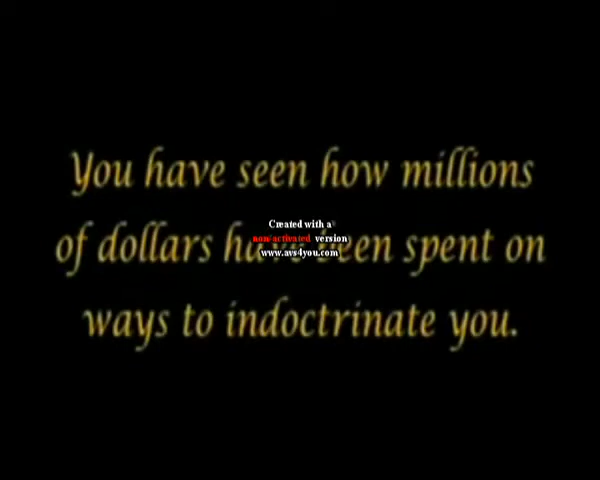 You have seen how millions
Created with a
of dollars have been spent on
non-activated version
www.avs4you.com
ways to indoctrinate you.